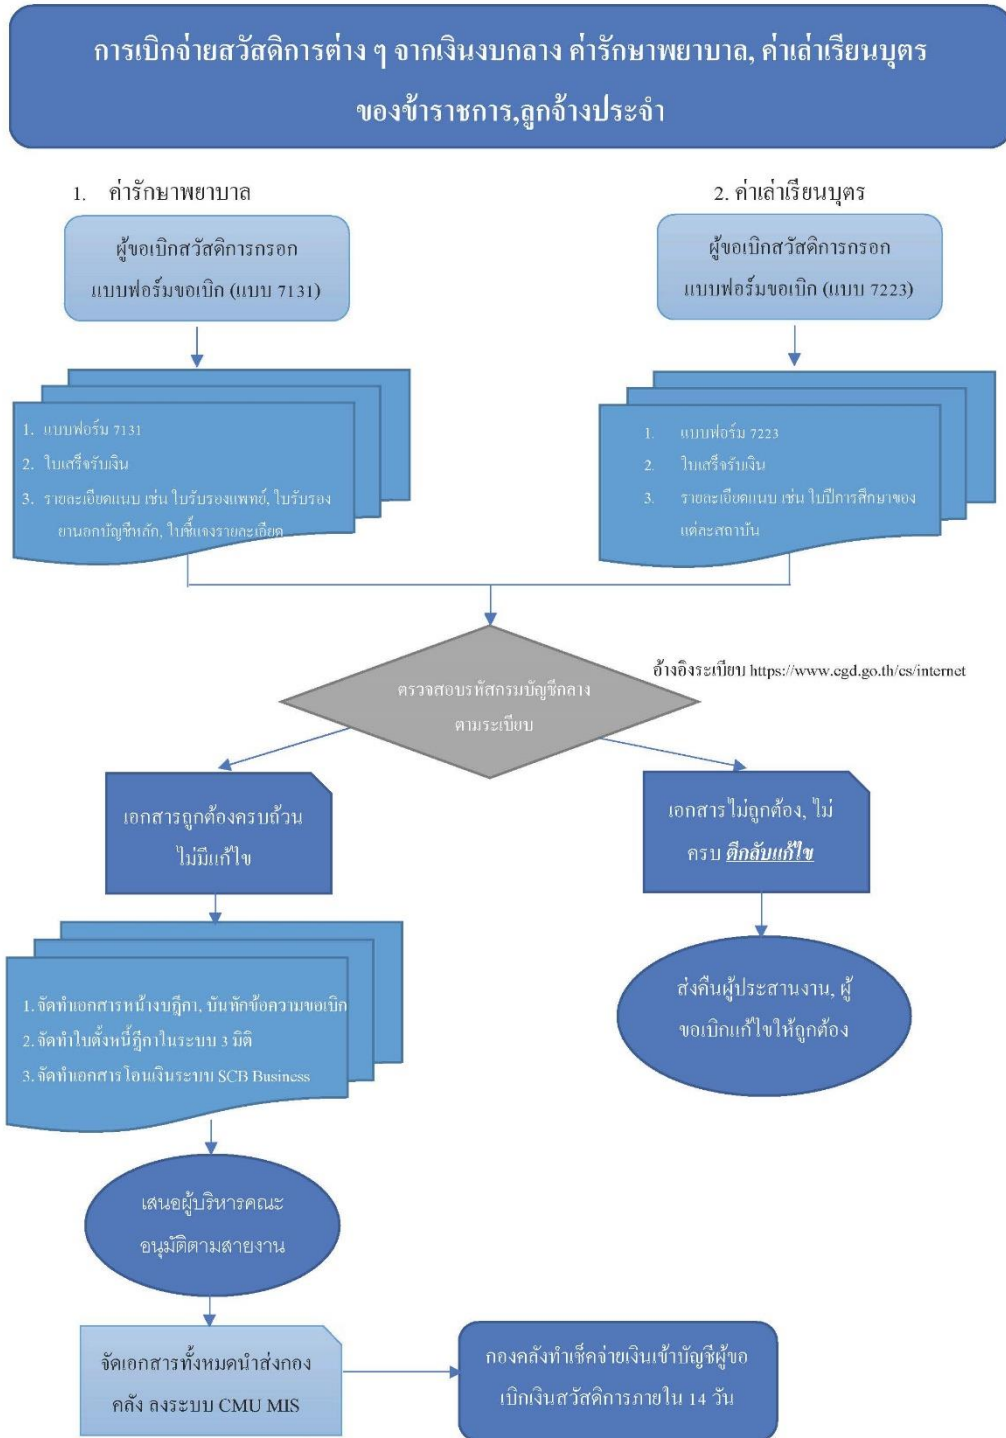 การเบิกจ่ายสวัสดิการต่าง ๆ จากเงินงบกลาง ค่ารักษาพยาบาล, ค่าเล่าเรียนบุตร
ของข้าราชการ,ลูกจ้างประจำ
1. ค่ารักษาพยาบาล
ผู้ขอเบิกสวัสดิการกรอก
แบบฟอร์มขอเบิก (แบบ 7131)
1. แบบฟอร์ม 7131
2. ใบเสร็จรับเงิน
3. รายละเอียดแนบ เช่น ใบรับรองแพทย์, ใบรับรอง
ยานอกบัญชีหลัก, ใบชี้แจงรายละเอียด
2. ค่าเล่าเรียนบุตร
ผู้ขอเบิกสวัสดิการกรอก
แบบฟอร์มขอเบิก (แบบ 7223)
1. แบบฟอร์ม 7223
2. ใบเสร็จรับเงิน
3. รายละเอียดแนบ เช่น ใบปีการศึกษาของ
แต่ละสถาบัน
ตรวจสอบรหัสกรมบัญชีกลาง
ตามระเบียบ
อ้างอิงระเบียบ https://www.cgd.go.th/cs/internet
เอกสารถูกต้องครบถ้วน
ไม่มีแก้ไข
เอกสารไม่ถูกต้อง, ไม่
ครบ ตีกลับแก้ไข
1. จัดทำเอกสารหน้างบฎีกา, บันทึกข้อความขอเบิก
2. จัดทำใบตั้งหนี้ฎีกาในระบบ 3 มิติ
3. จัดทำเอกสารโอนเงินระบบ SCB Business
ส่งคืนผู้ประสานงาน, ผู้
ขอเบิกแก้ไขให้ถูกต้อง
เสนอผู้บริหารคณะ
อนุมัติตามสายงาน
จัดเอกสารทั้งหมดนำส่งกอง
คลัง ลงระบบ CMU MIS
กองคลังทำเช็คจ่ายเงินเข้าบัญชีผู้ขอ
เบิกเงินสวัสดิการภายใน 14 วัน